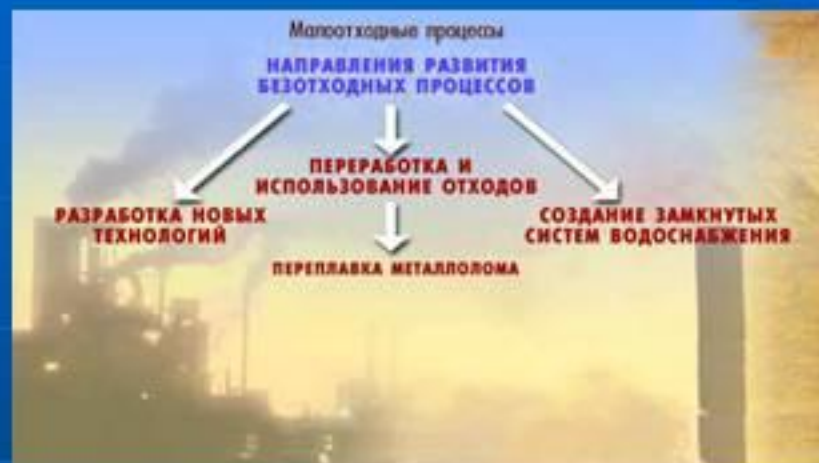 Малоотходные процессы
НАПРАВЛЕНИЯ РАЗВИТИЯ
БЕЗОТХОДНЫХ ПРОЦЕССОВ
ПЕРЕРАБОТКА И
ИСПОЛЬЗОВАНИЕ ОТХОДОВ
РАЗРАБОТКА НОВЫХ
ТЕХНОЛОГИЙ
СОЗДАНИЕ ЗАМКНУТЫХ
СИСТЕМ ВОДОСНАБЖЕНИЯ
ПЕРЕПЛАВКА МЕТАЛЛОЛОМА